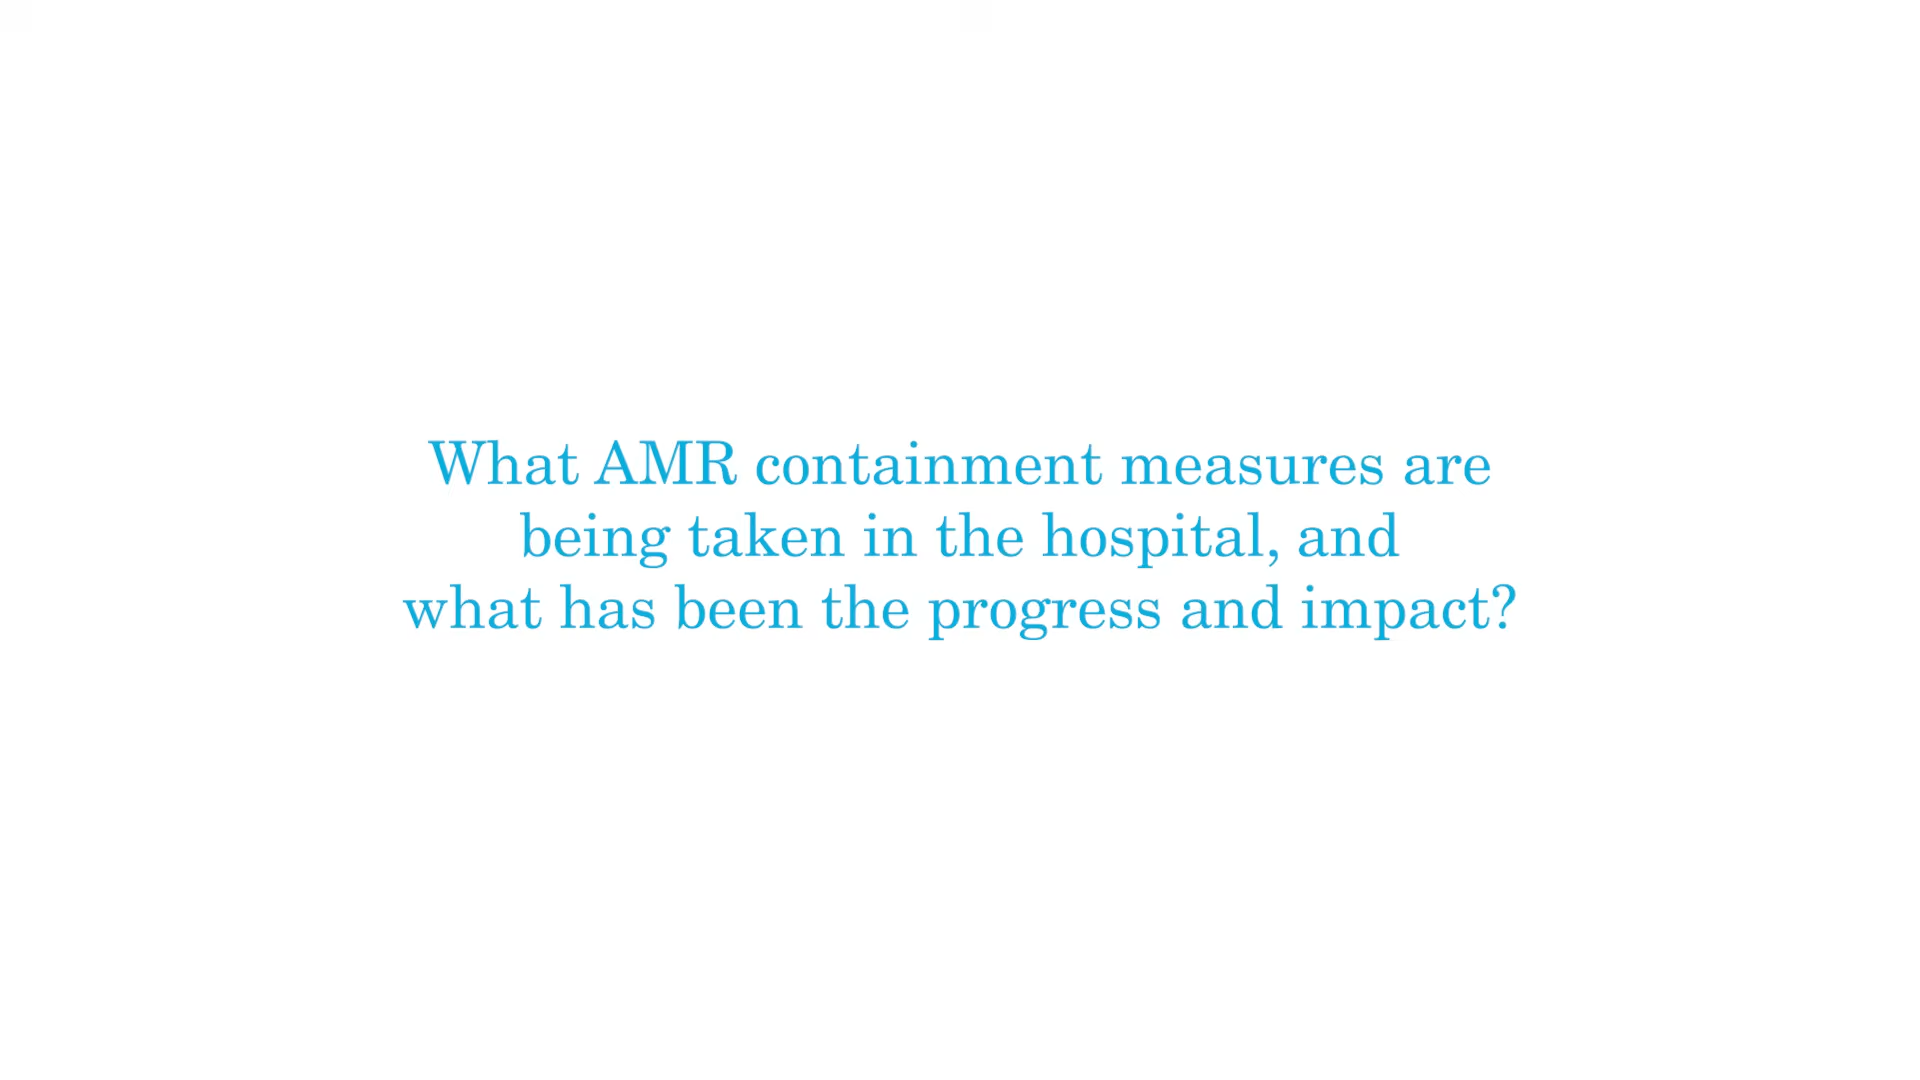 What AMR containment measures are
being taken in the hospital, and
what has been the progress and impact?